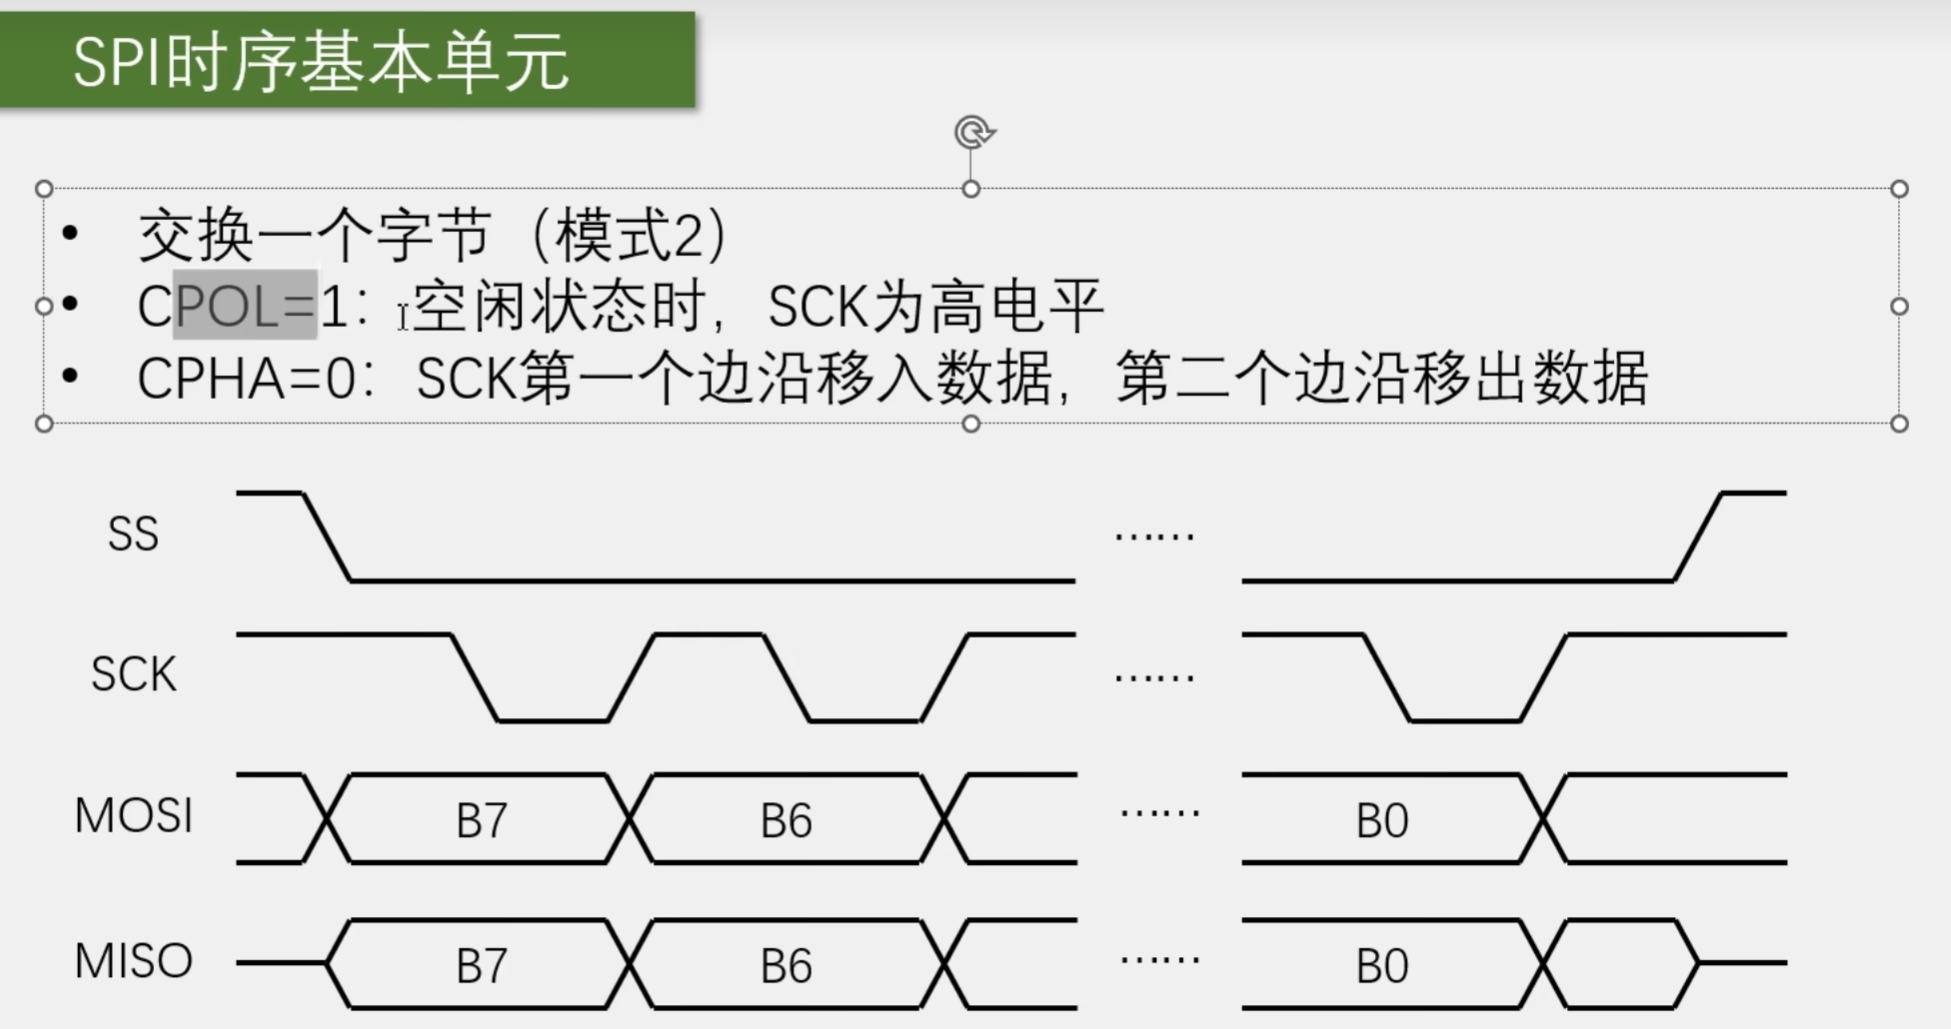 SPI时序基本单元
• 交换一个字节（模式2）
• CPOL=1：空闲状态时，SCK为高电平
• CPHA=0：SCK第一个边沿移入数据，第二个边沿移出数据
SS ……
SCK ……
MOSI B7 B6 …… B0
MISO B7 B6 …… B0